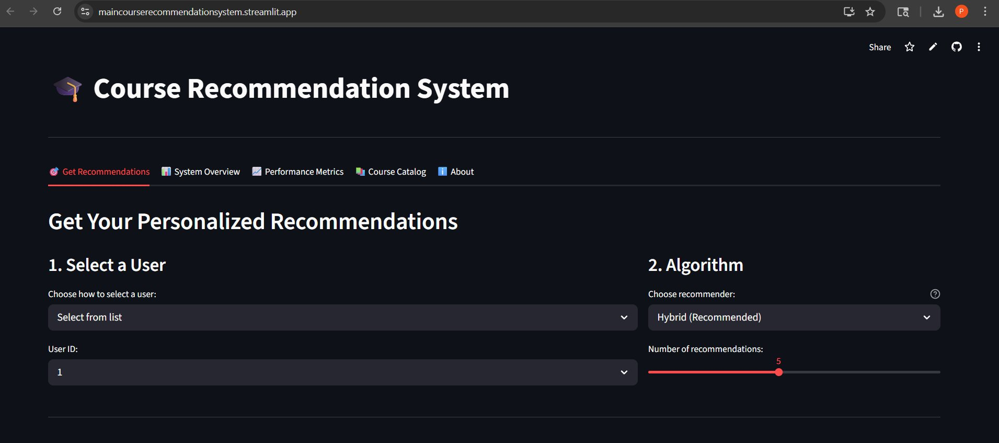 maincourserecommendationsystem.streamlit.app
P
Share
Course Recommendation System
Get Recommendations
System Overview
Performance Metrics
Course Catalog
About
Get Your Personalized Recommendations
1. Select a User
Choose how to select a user:
Select from list
User ID:
1
2. Algorithm
Choose recommender:
Hybrid (Recommended)
Number of recommendations:
5